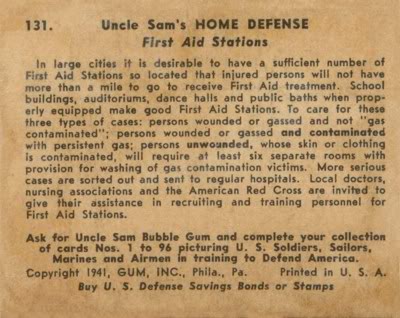 131. Uncle Sam's HOME DEFENSE
First Aid Stations
In large cities it is desirable to have a sufficient number of
First Aid Stations so located that injured persons will not have
more than a mile to go to receive First Aid treatment. School
buildings, auditoriums, dance halls and public baths when prop-
erly equipped make good First Aid Stations. To care for these
three types of cases: persons wounded or gassed and not "gas
contaminated"; persons wounded or gassed and contaminated
with persistent gas; persons unwounded, whose skin or clothing
is contaminated, will require at least six separate rooms with
provision for washing of gas contamination victims. More serious
cases are sorted out and sent to regular hospitals. Local doctors,
nursing associations and the American Red Cross are invited to
give their assistance in recruiting and training personnel for
First Aid Stations.
Ask for Uncle Sam Bubble Gum and complete your collection
of cards Nos. 1 to 96 picturing U. S. Soldiers, Sailors,
Marines and Airmen in training to Defend America.
Copyright 1941, GUM, INC., Phila., Pa. Printed in U. S. A.
Buy U. S. Defense Savings Bonds or Stamps